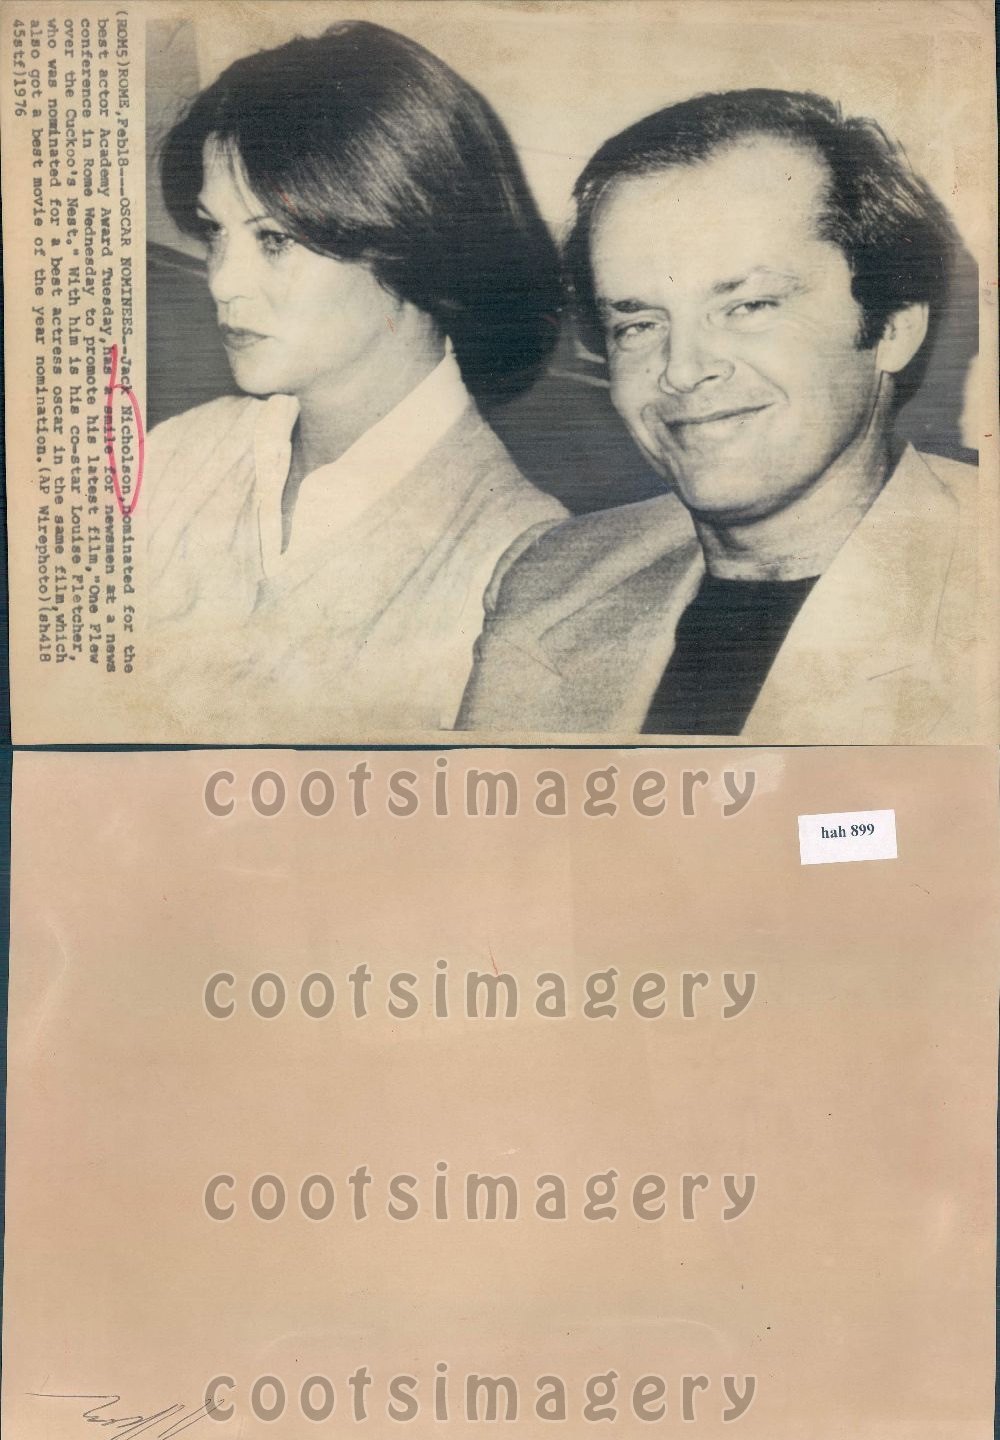 (ROM5)ROME,Feb18---OSCAR NOMINEES--Jack Nicholson,nominated for the
best actor Academy Award Tuesday,has a smile for newsmen at a news
conference in Rome Wednesday to promote his latest film,"One Flew
over the Cuckoo's Nest." With him is his co-star Louise Fletcher,
who was nominated for a best actress oscar in the same film,which
also got a best movie of the year nomination.(AP Wirephoto)(sh418
45stf)1976
cootsimagery
hah 899
cootsimagery
cootsimagery
cootsimagery